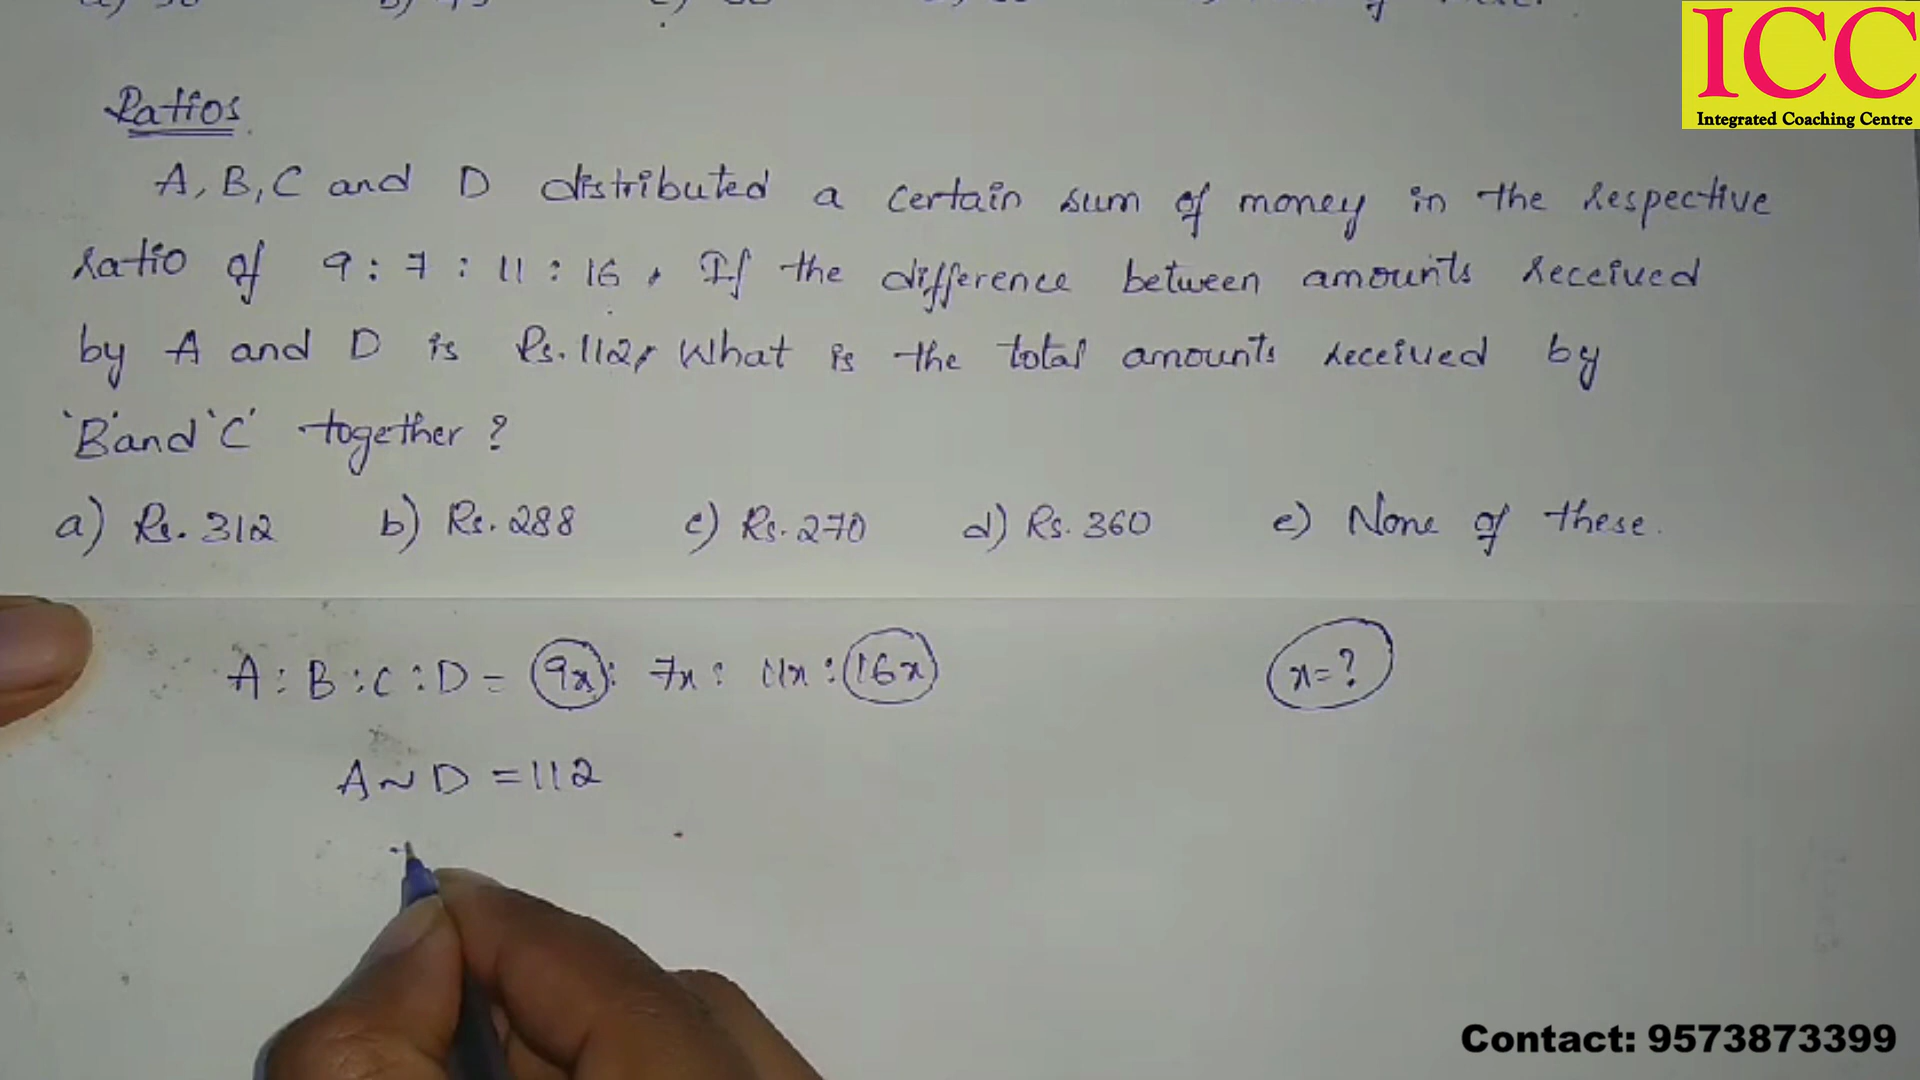 ICC
Integrated Coaching Centre
Ratios
A, B, C and D distributed a certain sum of money in the respective
ratio of 9 : 7 : 11 : 16, If the difference between amounts received
by A and D is Rs. 112, What is the total amounts received by
'B' and 'C' together ?
a) Rs. 312 b) Rs. 288 c) Rs. 270 d) Rs. 360 e) None of these.
A : B : C : D = 9x : 7x : 11x : 16x x = ?
A ~ D = 112
Contact: 9573873399